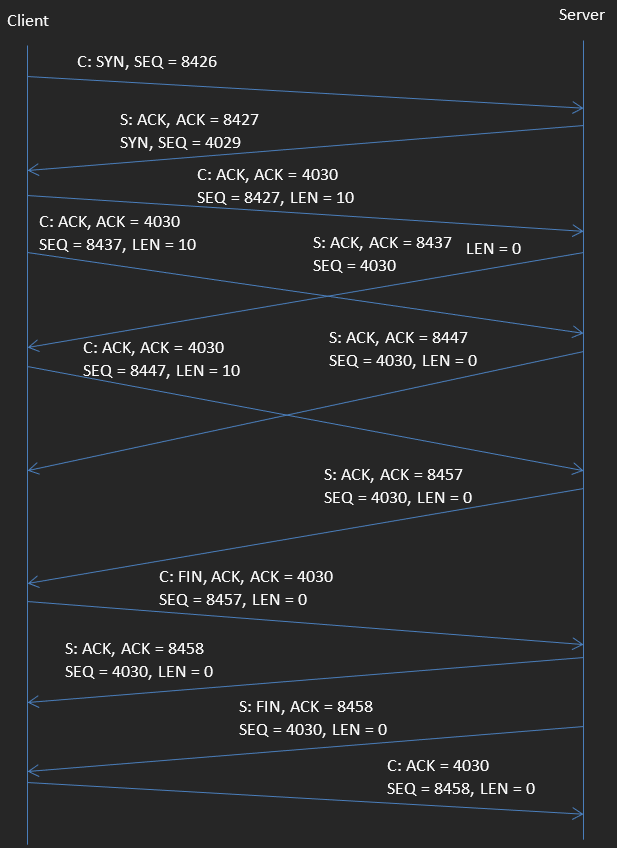 Client
Server
C: SYN, SEQ = 8426
S: ACK, ACK = 8427
SYN, SEQ = 4029
C: ACK, ACK = 4030
SEQ = 8427, LEN = 10
C: ACK, ACK = 4030
SEQ = 8437, LEN = 10
S: ACK, ACK = 8437 LEN = 0
SEQ = 4030
S: ACK, ACK = 8447
SEQ = 4030, LEN = 0
C: ACK, ACK = 4030
SEQ = 8447, LEN = 10
S: ACK, ACK = 8457
SEQ = 4030, LEN = 0
C: FIN, ACK, ACK = 4030
SEQ = 8457, LEN = 0
S: ACK, ACK = 8458
SEQ = 4030, LEN = 0
S: FIN, ACK = 8458
SEQ = 4030, LEN = 0
C: ACK = 4030
SEQ = 8458, LEN = 0